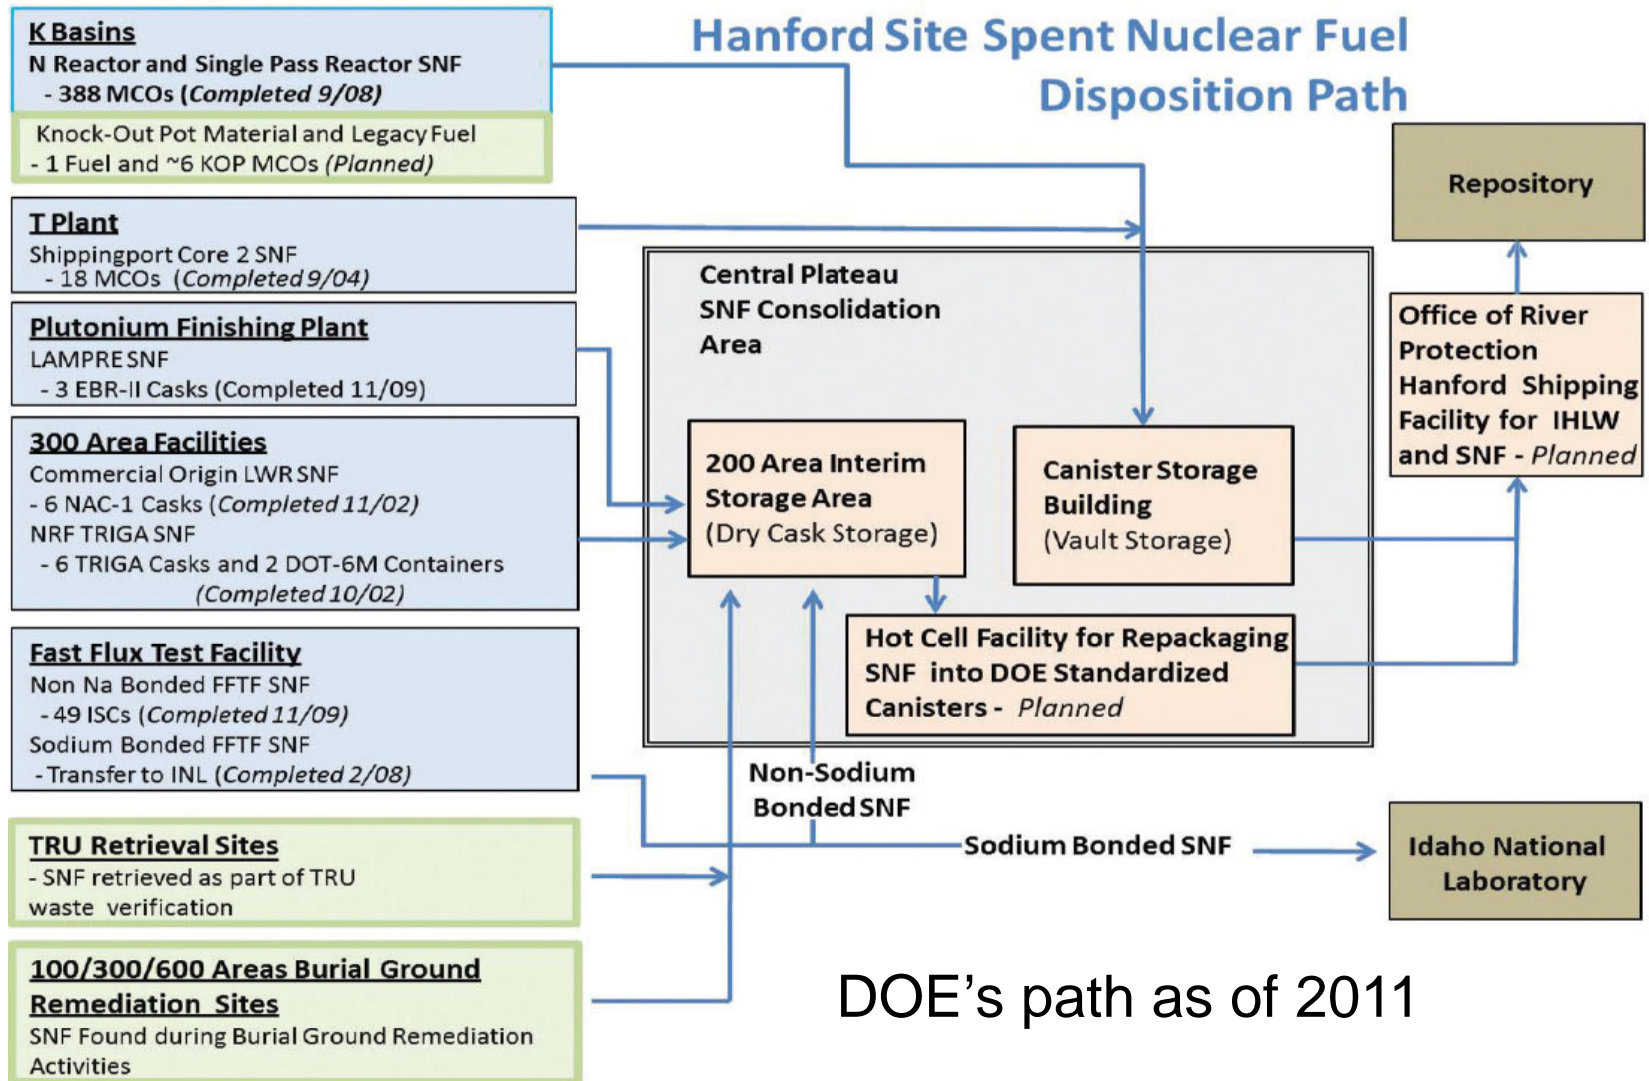 Hanford Site Spent Nuclear Fuel
Disposition Path
K Basins
N Reactor and Single Pass Reactor SNF
- 388 MCOs (Completed 9/08)
Knock-Out Pot Material and Legacy Fuel
- 1 Fuel and ~6 KOP MCOs (Planned)
T Plant
Shippingport Core 2 SNF
- 18 MCOs (Completed 9/04)
Plutonium Finishing Plant
LAMPRE SNF
- 3 EBR-II Casks (Completed 11/09)
300 Area Facilities
Commercial Origin LWR SNF
- 6 NAC-1 Casks (Completed 11/02)
NRF TRIGA SNF
- 6 TRIGA Casks and 2 DOT-6M Containers
(Completed 10/02)
Fast Flux Test Facility
Non Na Bonded FFTF SNF
- 49 ISCs (Completed 11/09)
Sodium Bonded FFTF SNF
- Transfer to INL (Completed 2/08)
TRU Retrieval Sites
- SNF retrieved as part of TRU
waste verification
100/300/600 Areas Burial Ground
Remediation Sites
SNF Found during Burial Ground Remediation
Activities
Central Plateau
SNF Consolidation
Area
200 Area Interim
Storage Area
(Dry Cask Storage)
Canister Storage
Building
(Vault Storage)
Hot Cell Facility for Repackaging
SNF into DOE Standardized
Canisters - Planned
Non-Sodium
Bonded SNF
Sodium Bonded SNF
Repository
Office of River
Protection
Hanford Shipping
Facility for IHLW
and SNF - Planned
Idaho National
Laboratory
DOE's path as of 2011